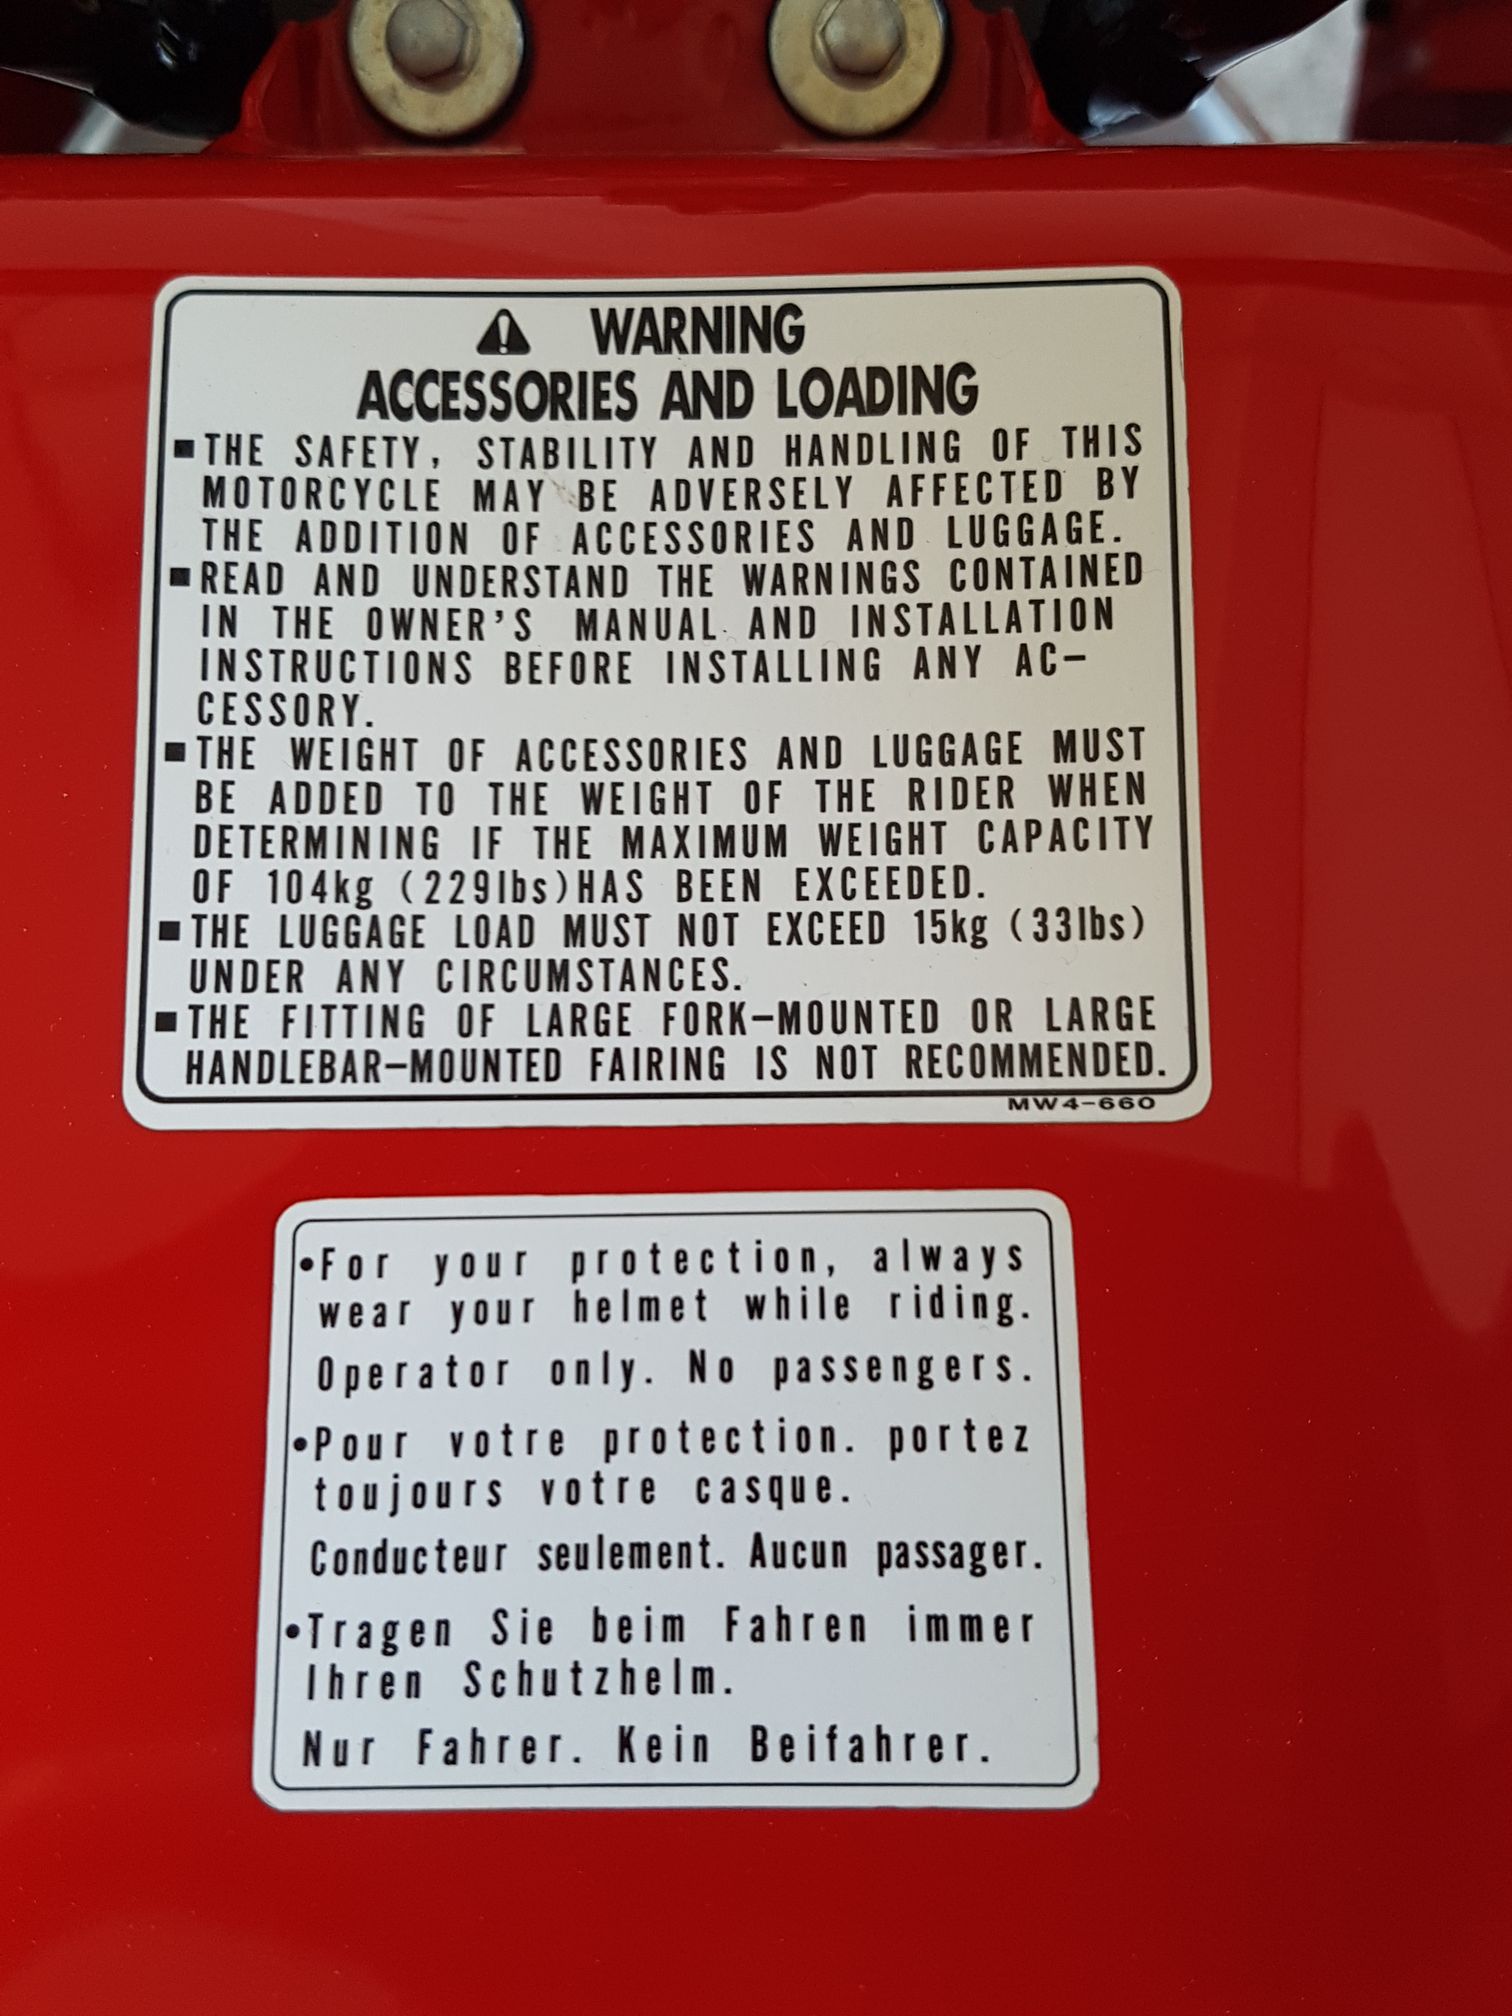 WARNING
ACCESSORIES AND LOADING
▪THE SAFETY, STABILITY AND HANDLING OF THIS
MOTORCYCLE MAY BE ADVERSELY AFFECTED BY
THE ADDITION OF ACCESSORIES AND LUGGAGE.
▪READ AND UNDERSTAND THE WARNINGS CONTAINED
IN THE OWNER'S MANUAL AND INSTALLATION
INSTRUCTIONS BEFORE INSTALLING ANY AC-
CESSORY.
▪THE WEIGHT OF ACCESSORIES AND LUGGAGE MUST
BE ADDED TO THE WEIGHT OF THE RIDER WHEN
DETERMINING IF THE MAXIMUM WEIGHT CAPACITY
OF 104kg (229lbs)HAS BEEN EXCEEDED.
▪THE LUGGAGE LOAD MUST NOT EXCEED 15kg (33lbs)
UNDER ANY CIRCUMSTANCES.
▪THE FITTING OF LARGE FORK-MOUNTED OR LARGE
HANDLEBAR-MOUNTED FAIRING IS NOT RECOMMENDED.
MW4-660
•For your protection, always
wear your helmet while riding.
Operator only. No passengers.
•Pour votre protection. portez
toujours votre casque.
Conducteur seulement. Aucun passager.
•Tragen Sie beim Fahren immer
Ihren Schutzhelm.
Nur Fahrer. Kein Beifahrer.